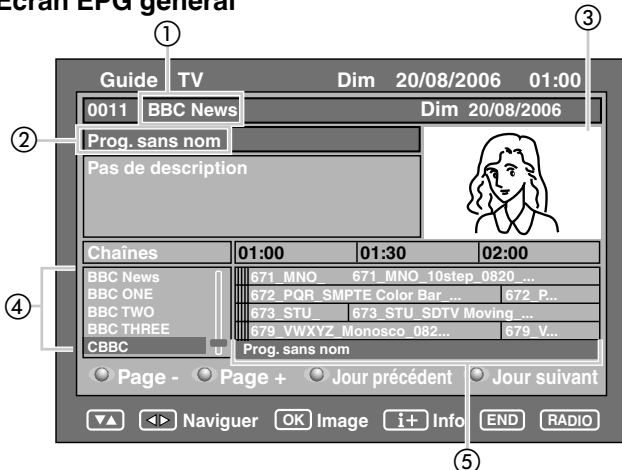 Ecran EPG général
① ③
Guide TV Dim 20/08/2006 01:00
0011 BBC News Dim 20/08/2006
② Prog. sans nom
Pas de description
Chaînes 01:00 01:30 02:00
④
BBC News 671_MNO_ 671_MNO_10step_0820_...
BBC ONE 672_PQR_SMPTE Color Bar_... 672_P...
BBC TWO 673_STU_ 673_STU_SDTV Moving_...
BBC THREE 679_VWXYZ_Monosco_082... 679_V...
CBBC Prog. sans nom
Page - Page + Jour précédent Jour suivant
▼▲ ◀▶ Naviguer OK Image i+ Info END RADIO
⑤